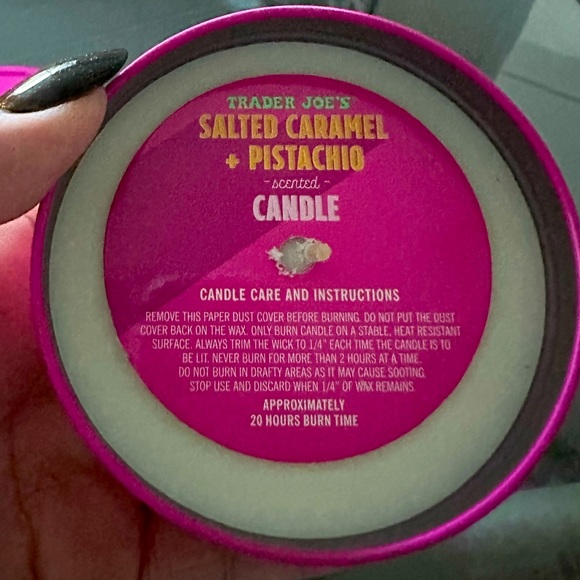 TRADER JOE'S
SALTED CARAMEL
+ PISTACHIO
- scented -
CANDLE
CANDLE CARE AND INSTRUCTIONS
REMOVE THIS PAPER DUST COVER BEFORE BURNING. DO NOT PUT THE DUST
COVER BACK ON THE WAX. ONLY BURN CANDLE ON A STABLE, HEAT RESISTANT
SURFACE. ALWAYS TRIM THE WICK TO 1/4" EACH TIME THE CANDLE IS TO
BE LIT. NEVER BURN FOR MORE THAN 2 HOURS AT A TIME.
DO NOT BURN IN DRAFTY AREAS AS IT MAY CAUSE SOOTING.
STOP USE AND DISCARD WHEN 1/4" OF WAX REMAINS.
APPROXIMATELY
20 HOURS BURN TIME